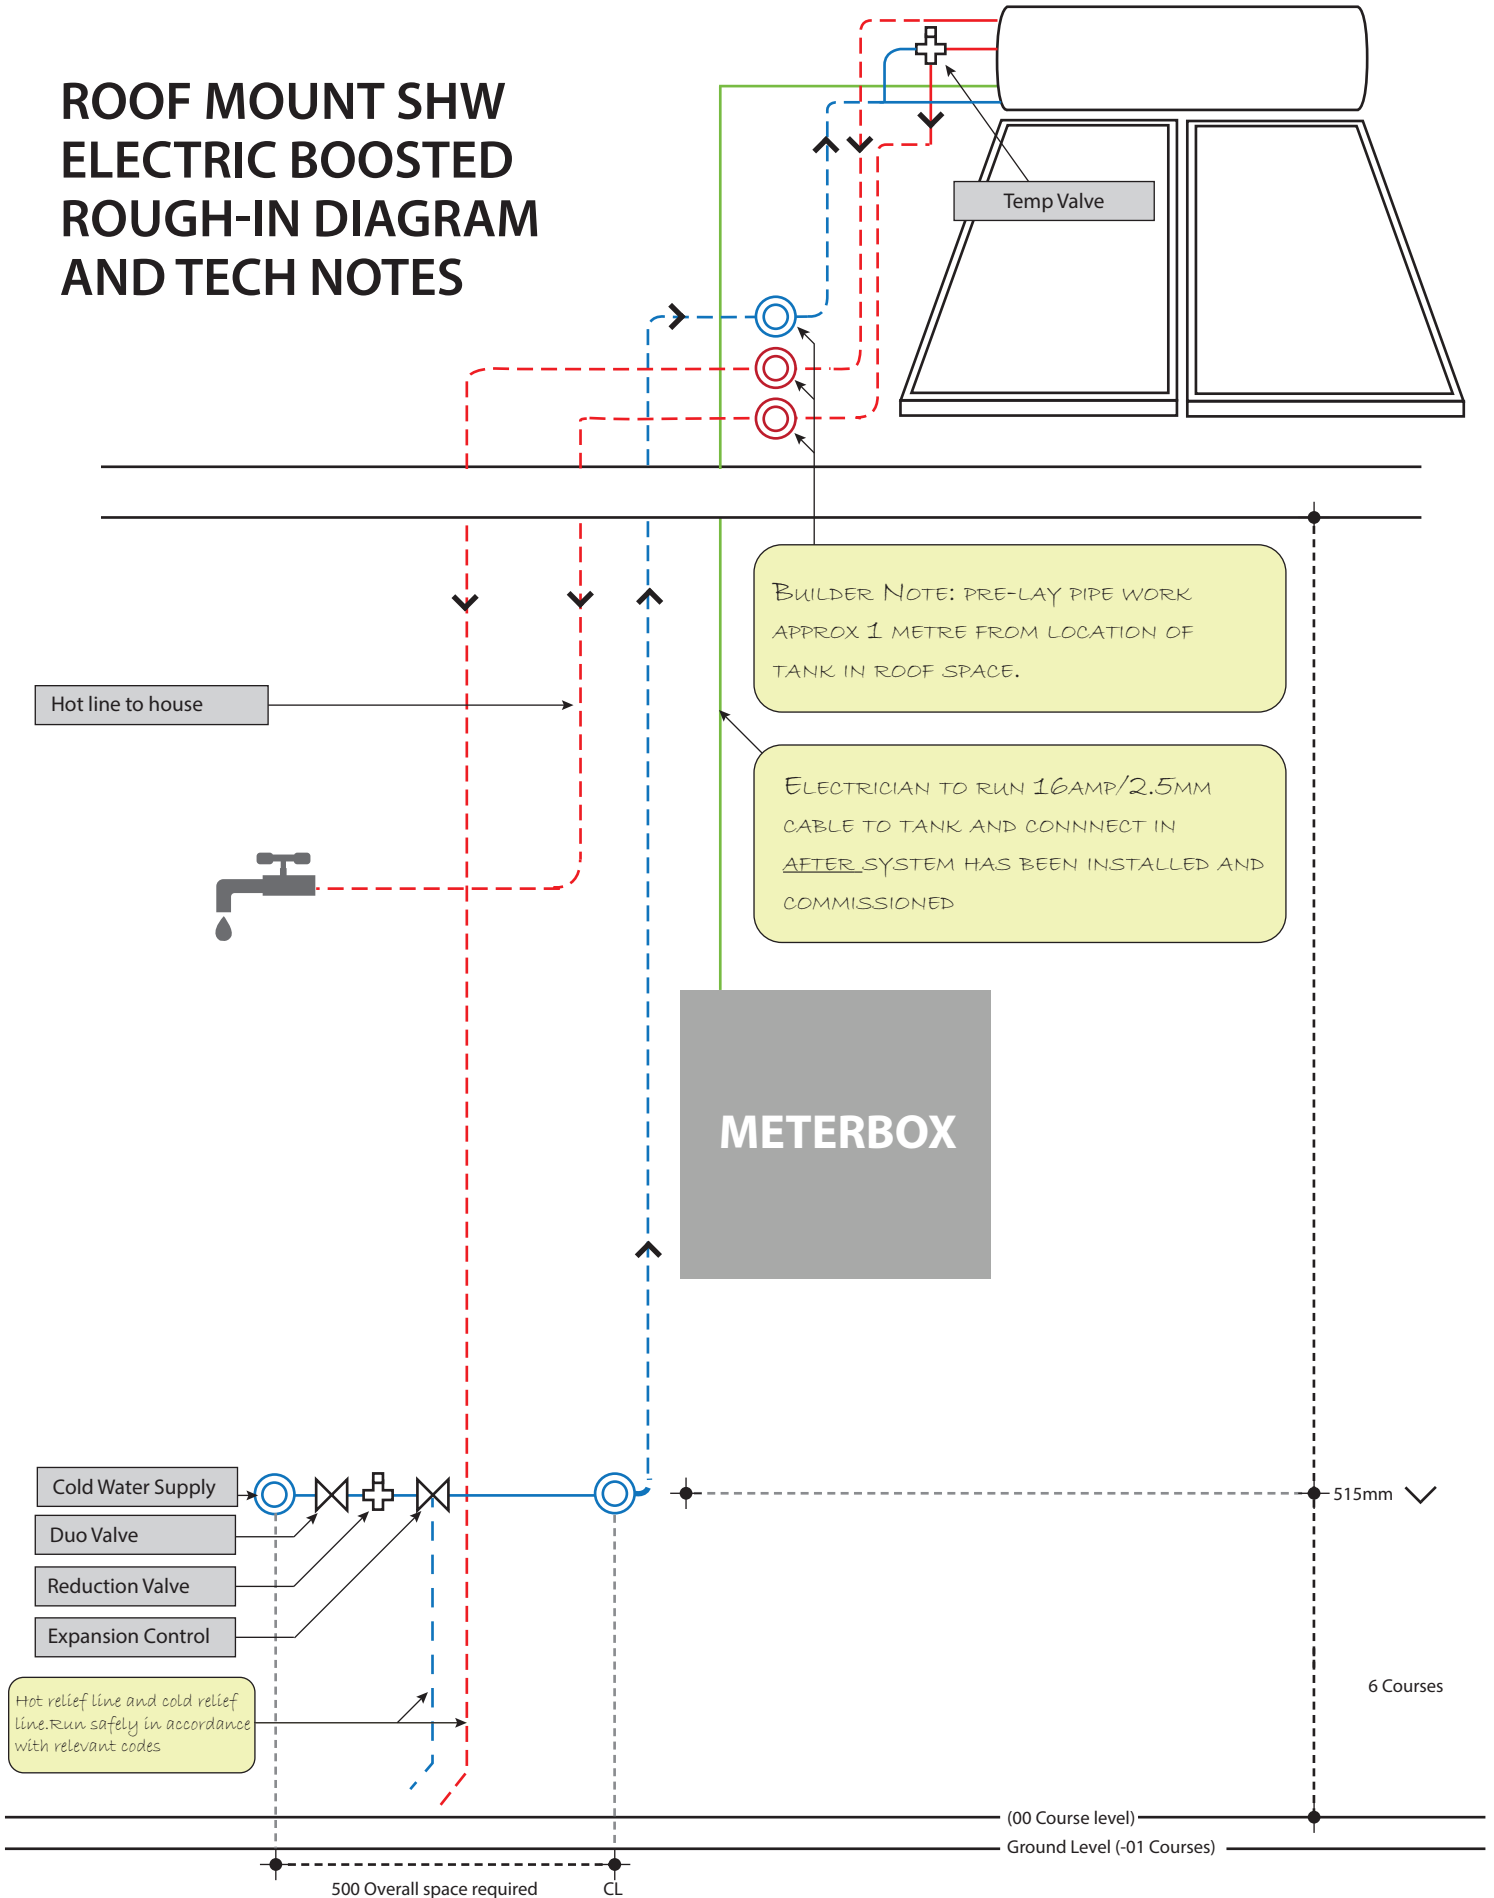 ROOF MOUNT SHW
ELECTRIC BOOSTED
ROUGH-IN DIAGRAM
AND TECH NOTES
Temp Valve
BUILDER NOTE: PRE-LAY PIPE WORK
APPROX 1 METRE FROM LOCATION OF
TANK IN ROOF SPACE.
Hot line to house
ELECTRICIAN TO RUN 16AMP/2.5MM
CABLE TO TANK AND CONNNECT IN
AFTER SYSTEM HAS BEEN INSTALLED AND
COMMISSIONED
METERBOX
Cold Water Supply
515mm
Duo Valve
Reduction Valve
Expansion Control
Hot relief line and cold relief
line.Run safely in accordance
with relevant codes
6 Courses
(00 Course level)
Ground Level (-01 Courses)
500 Overall space required
CL